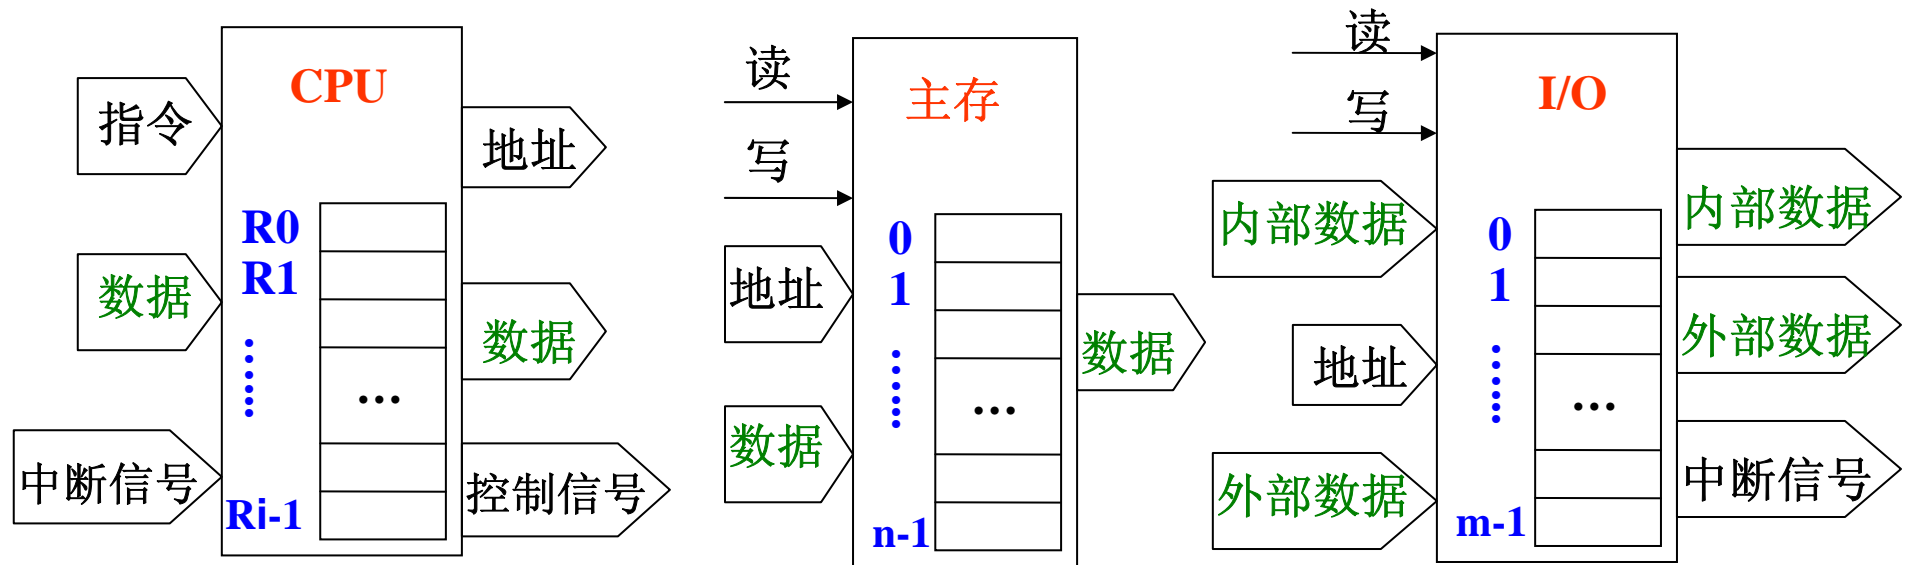 CPU
指令
地址
R0
R1
数据
数据
...
中断信号
控制信号
Ri-1
读
主存
写
0
地址
1
数据
...
数据
n-1
读
I/O
写
内部数据
内部数据
0
1
外部数据
地址
...
外部数据
中断信号
m-1